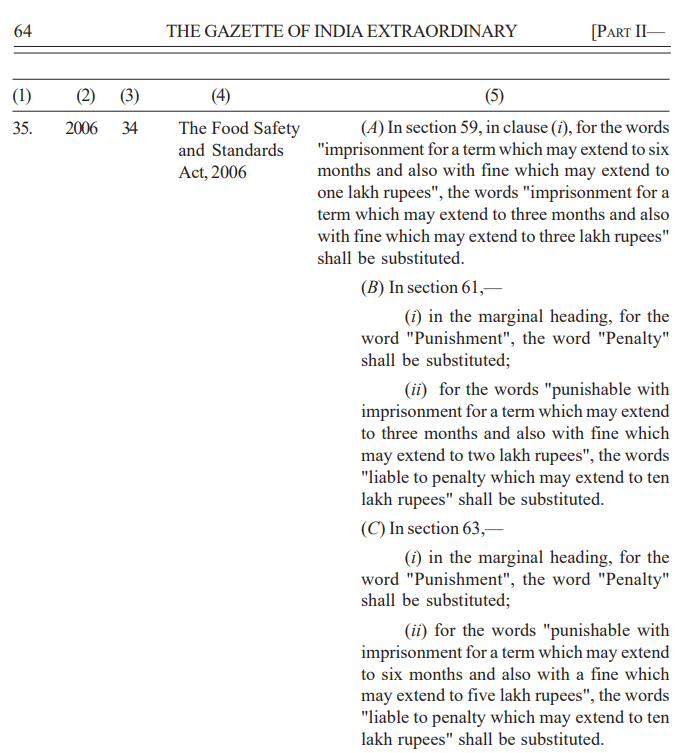 64 THE GAZETTE OF INDIA EXTRAORDINARY [PART II—
(1) (2) (3) (4) (5)
35. 2006 34 The Food Safety and Standards Act, 2006
(A) In section 59, in clause (i), for the words
"imprisonment for a term which may extend to six
months and also with fine which may extend to
one lakh rupees", the words "imprisonment for a
term which may extend to three months and also
with fine which may extend to three lakh rupees"
shall be substituted.
(B) In section 61,—
(i) in the marginal heading, for the
word "Punishment", the word "Penalty"
shall be substituted;
(ii) for the words "punishable with
imprisonment for a term which may extend
to three months and also with fine which
may extend to two lakh rupees", the words
"liable to penalty which may extend to ten
lakh rupees" shall be substituted.
(C) In section 63,—
(i) in the marginal heading, for the
word "Punishment", the word "Penalty"
shall be substituted;
(ii) for the words "punishable with
imprisonment for a term which may extend
to six months and also with a fine which
may extend to five lakh rupees", the words
"liable to penalty which may extend to ten
lakh rupees" shall be substituted.